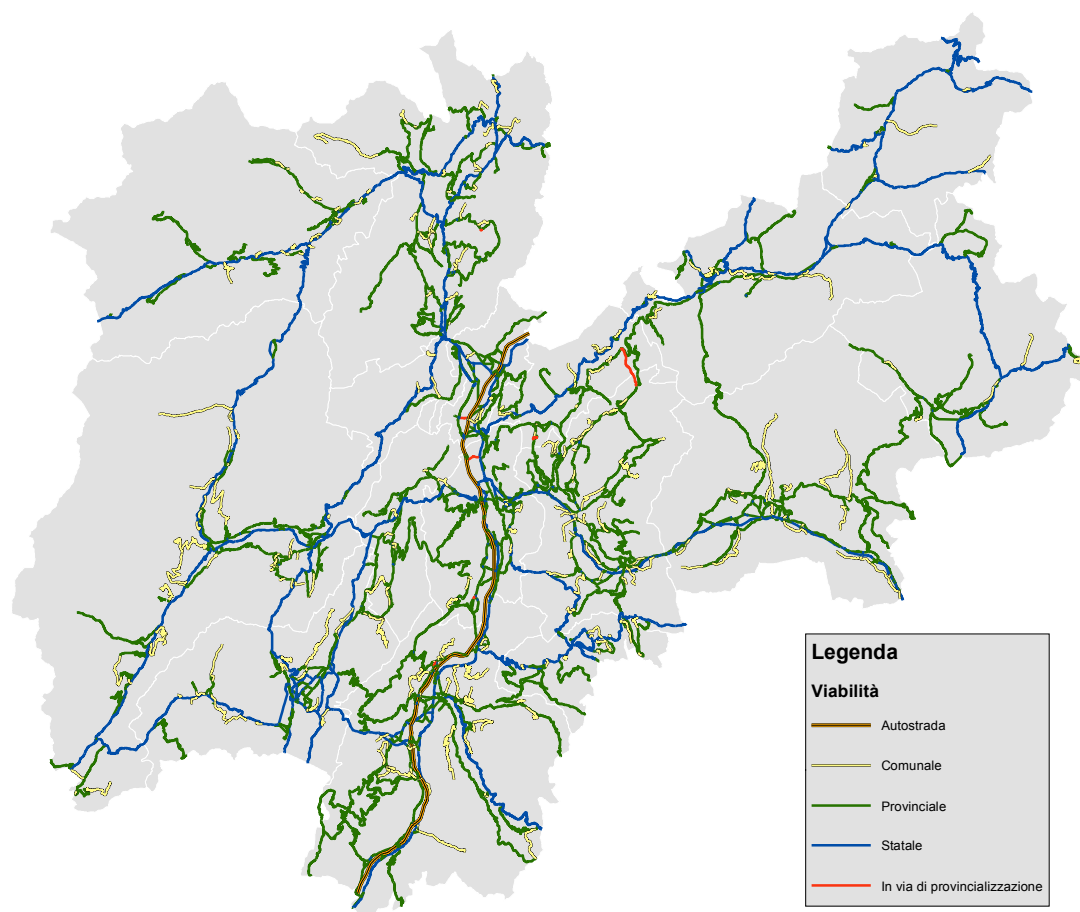 Legenda
Viabilità
Autostrada
Comunale
Provinciale
Statale
In via di provincializzazione